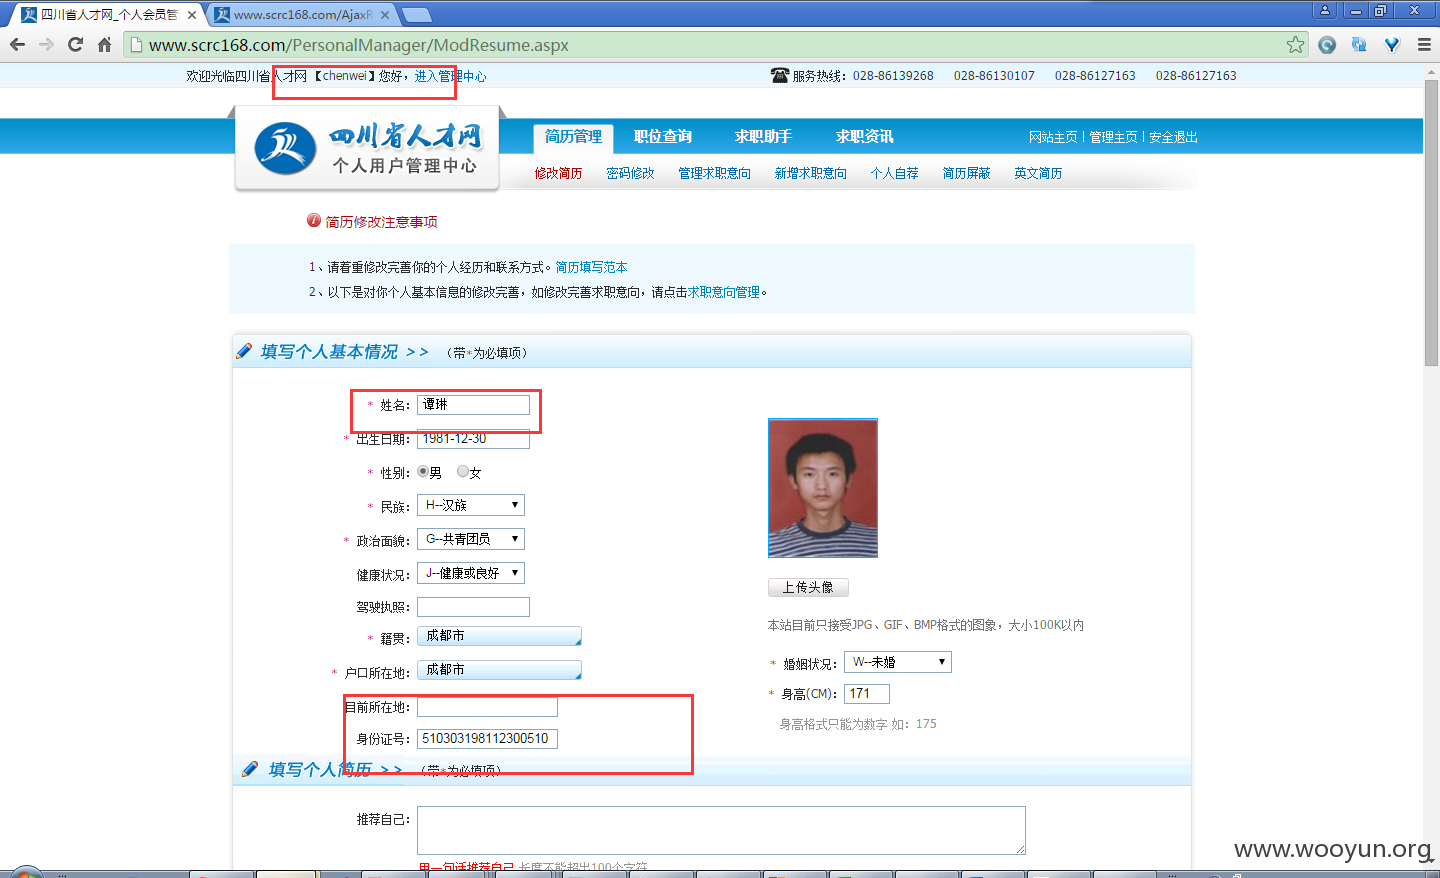 四川省人才网_个人会员管
www.scrc168.com/AjaxR
www.scrc168.com/PersonalManager/ModResume.aspx
欢迎光临四川省人才网 【chenwei】您好，进入管理中心
服务热线：028-86139268 028-86130107 028-86127163 028-86127163
四川省人才网
个人用户管理中心
简历管理 职位查询 求职助手 求职资讯
网站主页 | 管理主页 | 安全退出
修改简历 密码修改 管理求职意向 新增求职意向 个人自荐 简历屏蔽 英文简历
简历修改注意事项
1、请着重修改完善你的个人经历和联系方式。简历填写范本
2、以下是对你个人基本信息的修改完善，如修改完善求职意向，请点击求职意向管理。
填写个人基本情况 >> （带*为必填项）
* 姓名： 谭琳
* 出生日期： 1981-12-30
* 性别： 男 女
* 民族： H--汉族
* 政治面貌： G--共青团员
健康状况： J--健康或良好
驾驶执照：
* 籍贯： 成都市
* 户口所在地： 成都市
目前所在地：
身份证号： 510303198112300510
上传头像
本站目前只接受JPG、GIF、BMP格式的图象，大小100K以内
* 婚姻状况： W--未婚
* 身高(CM)： 171
身高格式只能为数字 如：175
填写个人简历 >> （带*为必填项）
推荐自己：
用一句话推荐自己 长度不能超出100个字符
www.wooyun.org